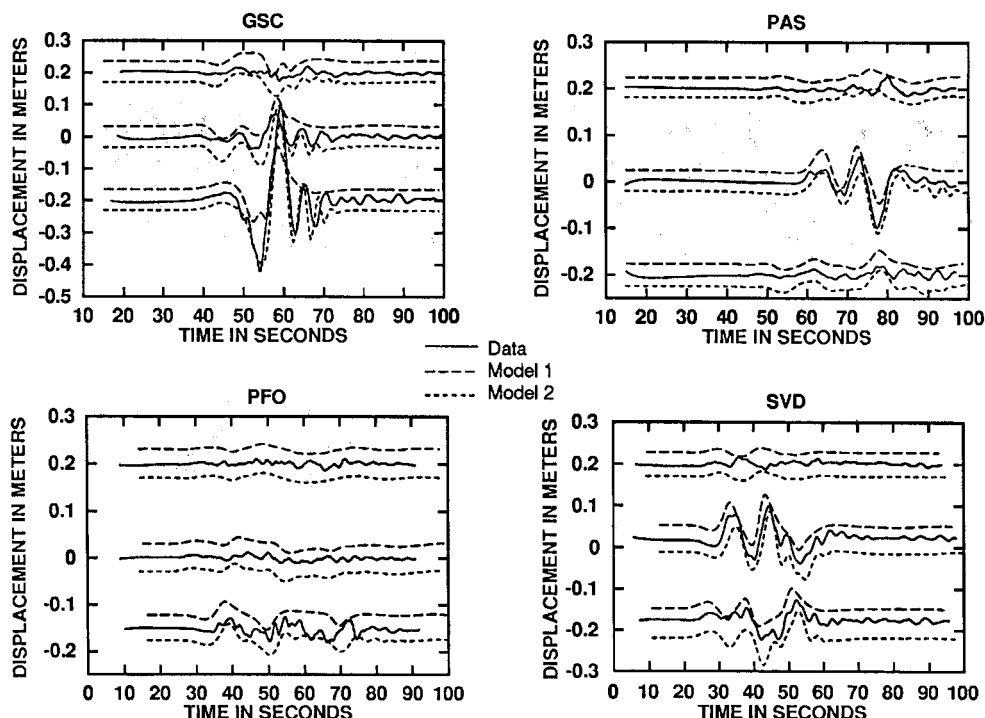 GSC
DISPLACEMENT IN METERS
0.3
0.2
0.1
0
-0.1
-0.2
-0.3
-0.4
-0.5
10 20 30 40 50 60 70 80 90 100
TIME IN SECONDS
PAS
DISPLACEMENT IN METERS
0.3
0.2
0.1
0
-0.1
-0.2
10 20 30 40 50 60 70 80 90 100
TIME IN SECONDS
Data
Model 1
Model 2
PFO
DISPLACEMENT IN METERS
0.3
0.2
0.1
0
-0.1
-0.2
0 10 20 30 40 50 60 70 80 90 100
TIME IN SECONDS
SVD
DISPLACEMENT IN METERS
0.3
0.2
0.1
0
-0.1
-0.2
-0.3
0 10 20 30 40 50 60 70 80 90 100
TIME IN SECONDS